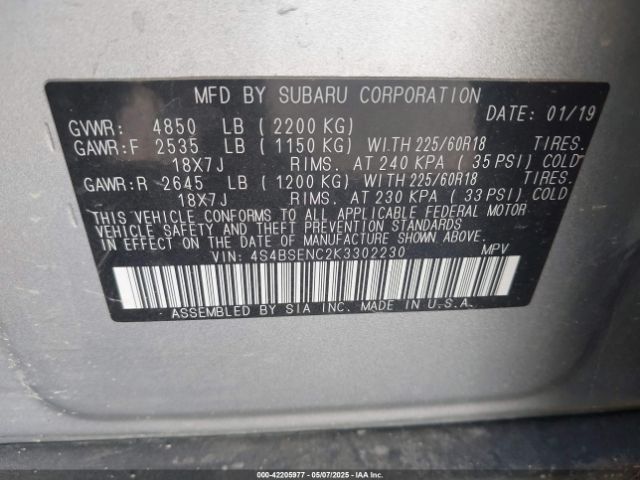 MFD BY SUBARU CORPORATION
DATE: 01/19
GVWR: 4850 LB (2200 KG)
GAWR:F 2535 LB (1150 KG) WITH 225/60R18 TIRES.
18X7J RIMS. AT 240 KPA (35 PSI) COLD
GAWR:R 2645 LB (1200 KG) WITH 225/60R18 TIRES.
18X7J RIMS. AT 230 KPA (33 PSI) COLD
THIS VEHICLE CONFORMS TO ALL APPLICABLE FEDERAL MOTOR
VEHICLE SAFETY AND THEFT PREVENTION STANDARDS
IN EFFECT ON THE DATE OF MANUFACTURE SHOWN ABOVE.
VIN: 4S4BSENC2K3302230 MPV
ASSEMBLED BY SIA INC. MADE IN U.S.A.
000-42205977 - 05/07/2025 - IAA Inc.